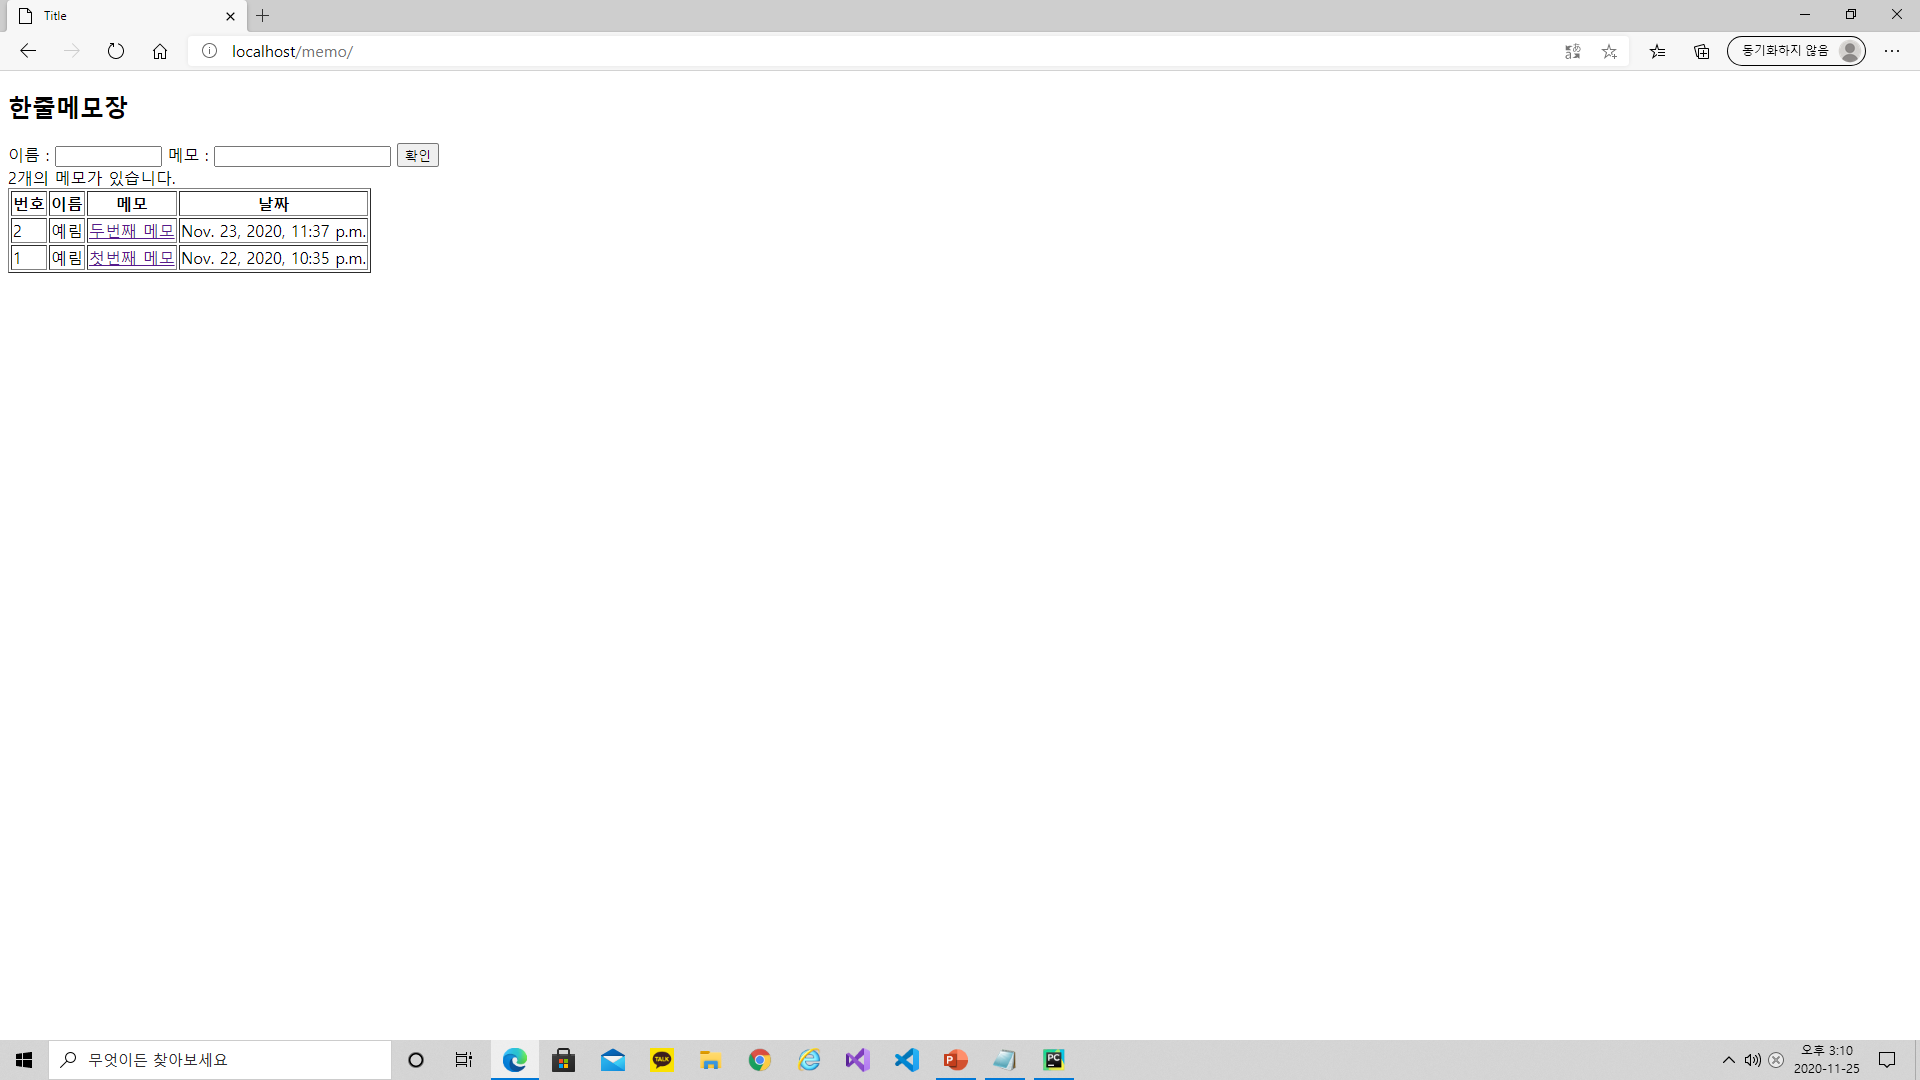 Title
localhost/memo/
동기화하지 않음
한줄메모장
이름 : 메모 : 확인
2개의 메모가 있습니다.
번호 이름 메모 날짜
2 예림 두번째 메모 Nov. 23, 2020, 11:37 p.m.
1 예림 첫번째 메모 Nov. 22, 2020, 10:35 p.m.
무엇이든 찾아보세요
TALK
P
PC
오후 3:10
2020-11-25